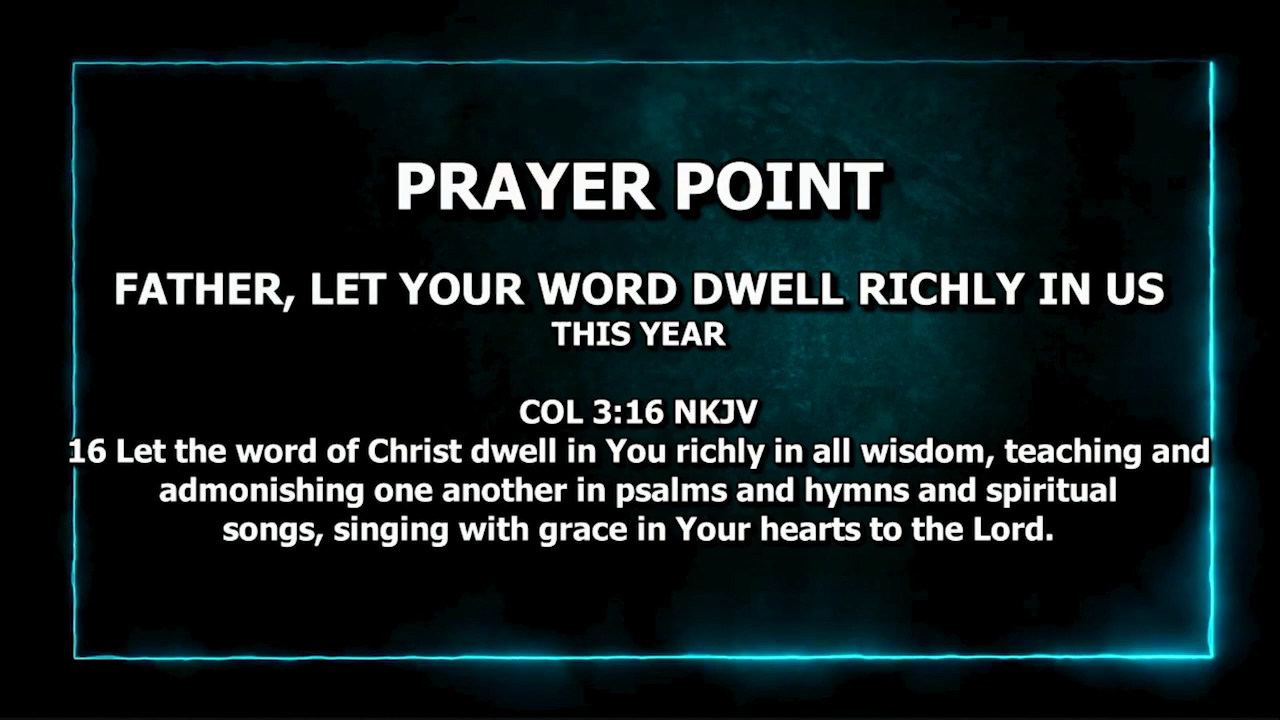 PRAYER POINT
FATHER, LET YOUR WORD DWELL RICHLY IN US
THIS YEAR
COL 3:16 NKJV
16 Let the word of Christ dwell in You richly in all wisdom, teaching and
admonishing one another in psalms and hymns and spiritual
songs, singing with grace in Your hearts to the Lord.